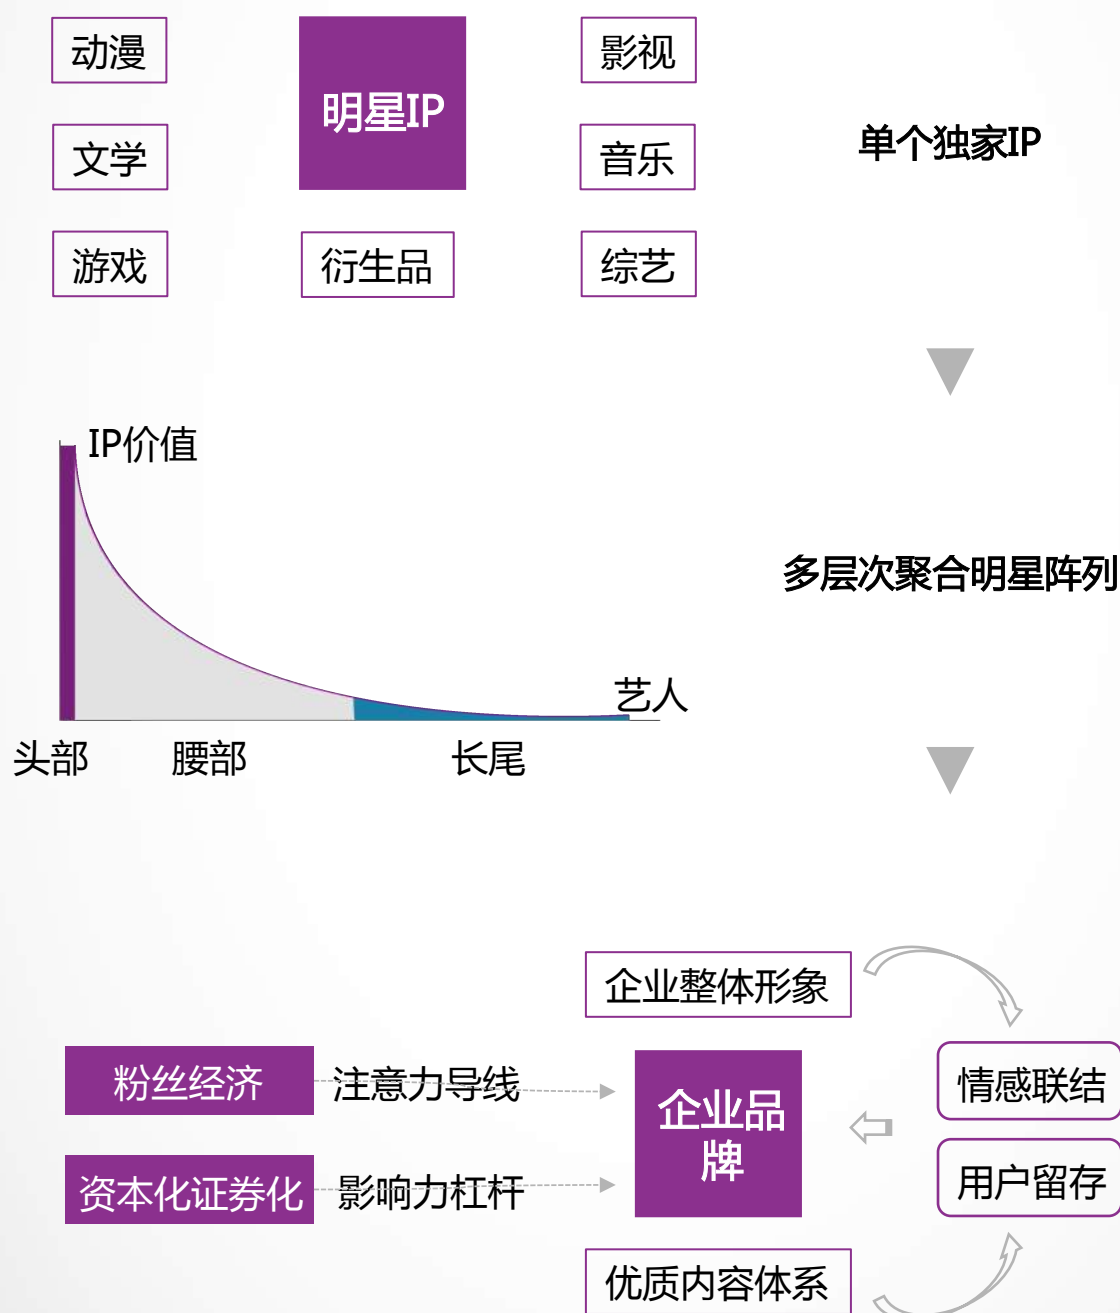 动漫
明星IP
影视
文学
音乐
单个独家IP
游戏
衍生品
综艺
IP价值
多层次聚合明星阵列
艺人
头部
腰部
长尾
企业整体形象
粉丝经济
注意力导线
企业品
牌
情感联结
资本化证券化
影响力杠杆
用户留存
优质内容体系